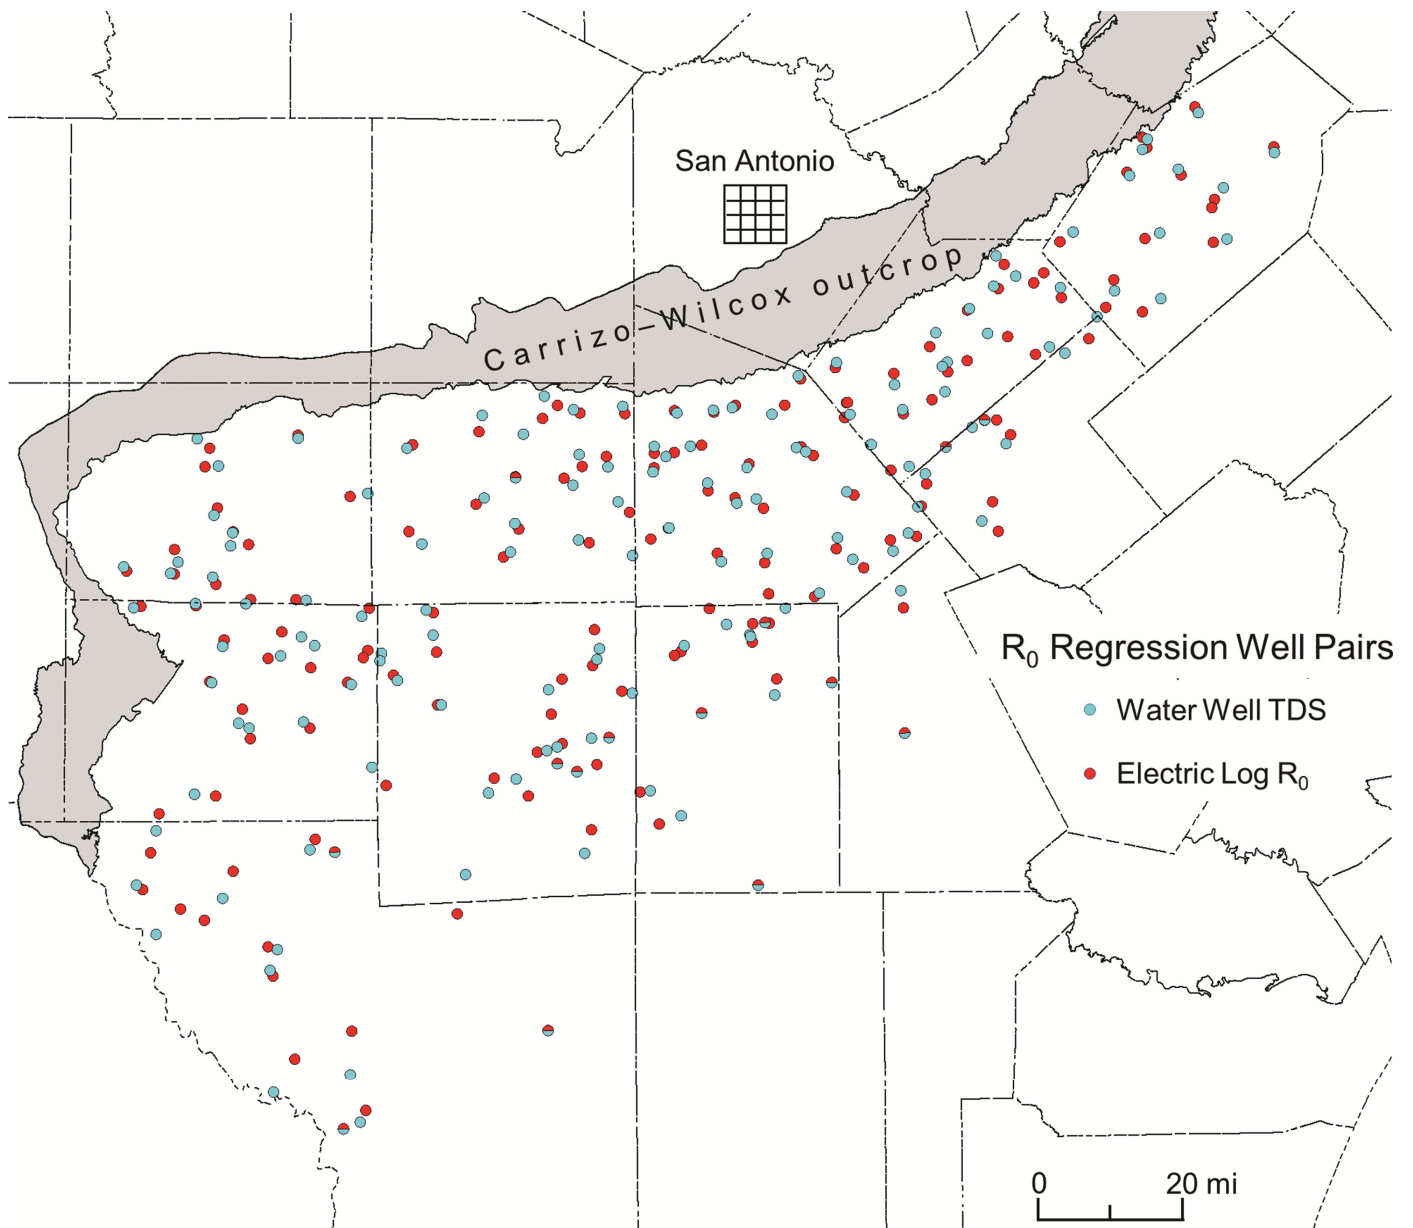 San Antonio
Carrizo–Wilcox outcrop
R₀ Regression Well Pairs
Water Well TDS
Electric Log R₀
0 20 mi